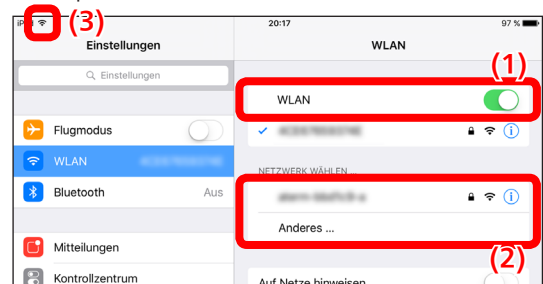 (3)
20:17
97 %
Einstellungen
WLAN
(1)
Einstellungen
WLAN
Flugmodus
WLAN
NETZWERK WÄHLEN ...
Bluetooth Aus
Anderes ...
Mitteilungen
(2)
Kontrollzentrum
Auf Netze hinweisen